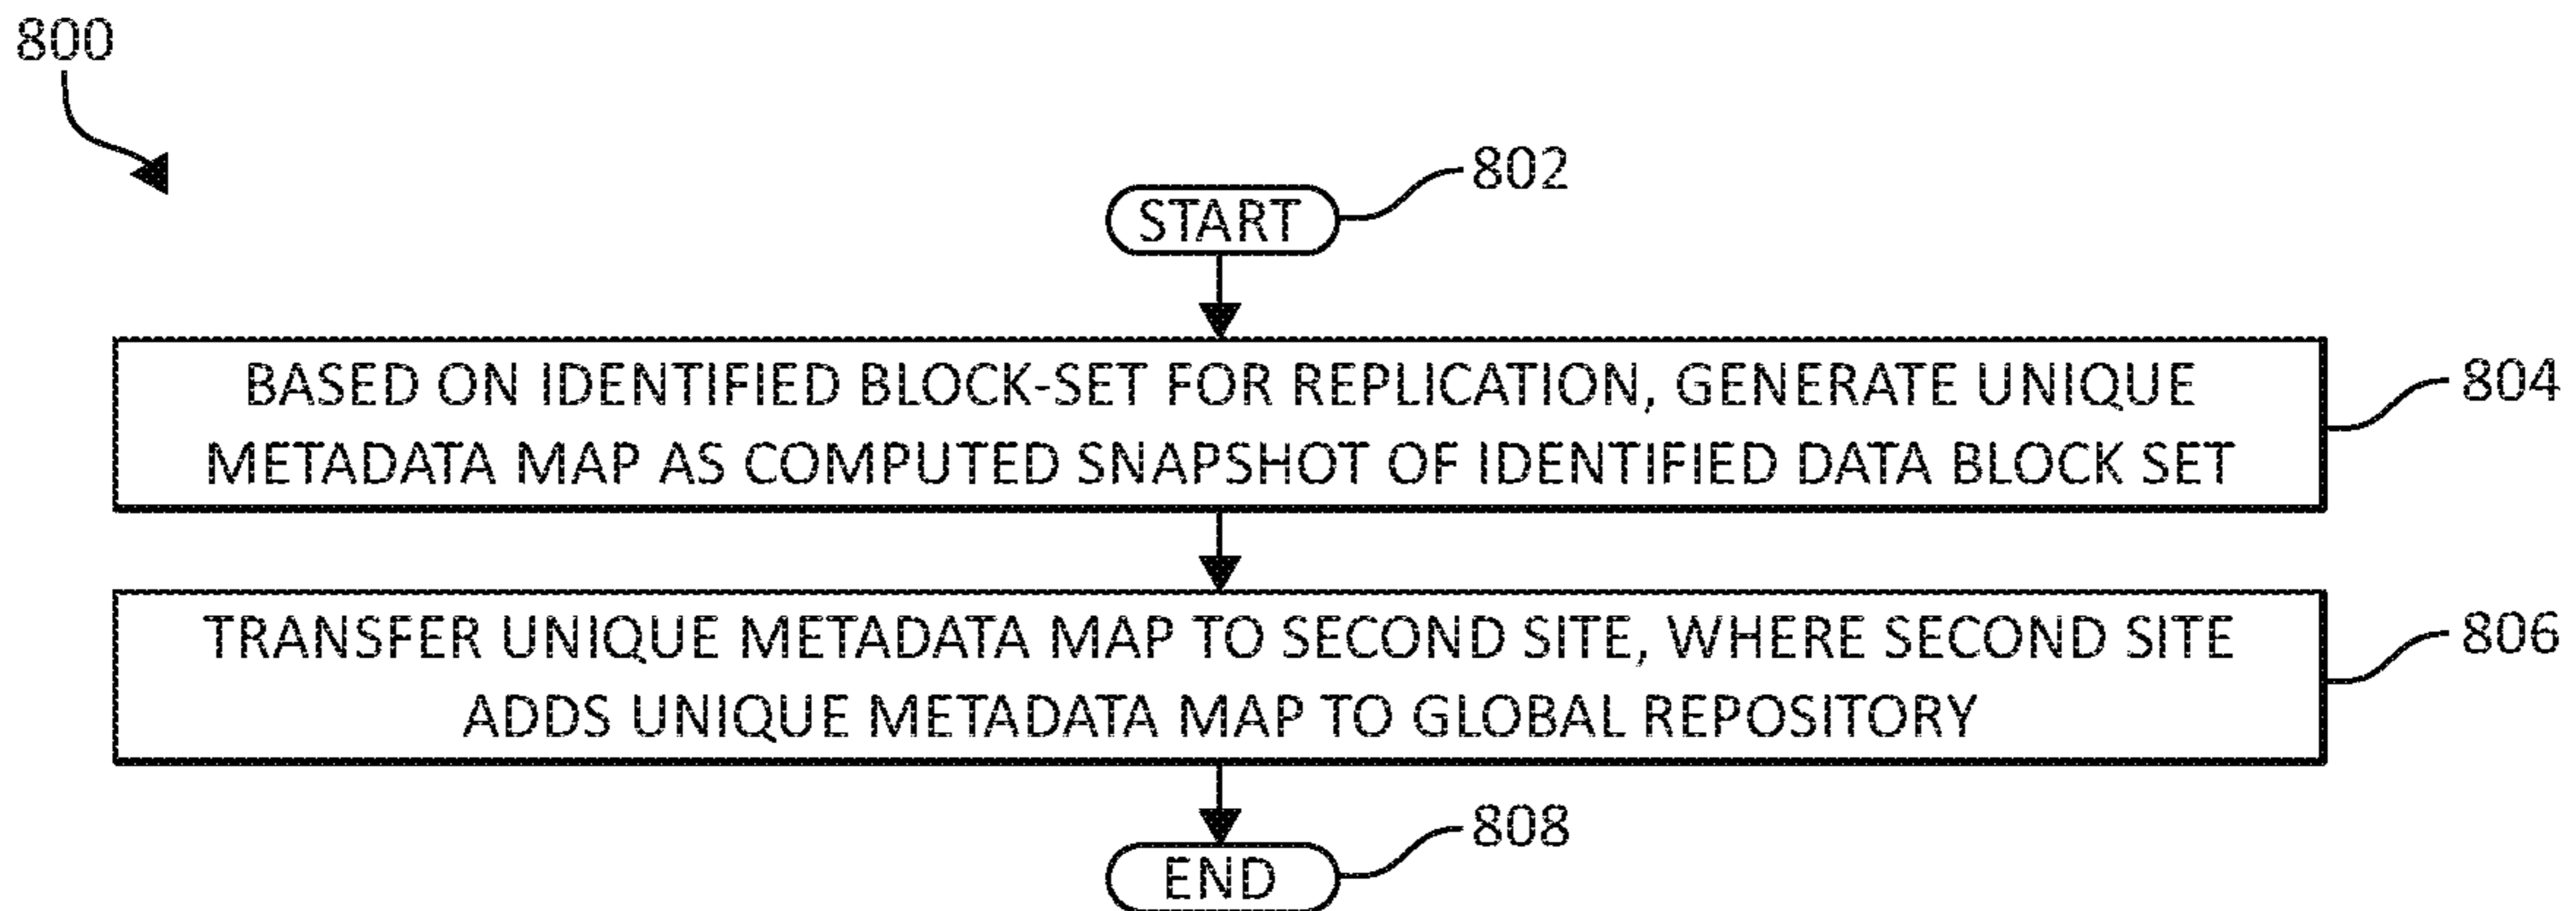 800
802
START
BASED ON IDENTIFIED BLOCK-SET FOR REPLICATION, GENERATE UNIQUE
METADATA MAP AS COMPUTED SNAPSHOT OF IDENTIFIED DATA BLOCK SET
804
TRANSFER UNIQUE METADATA MAP TO SECOND SITE, WHERE SECOND SITE
ADDS UNIQUE METADATA MAP TO GLOBAL REPOSITORY
806
808
END